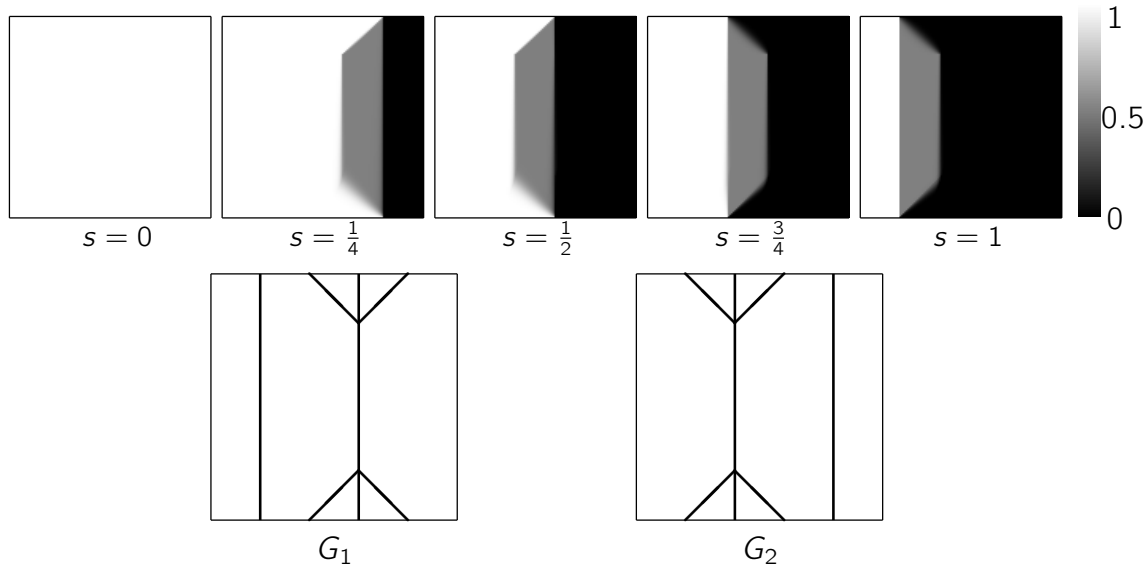 1
0.5
0
s = 0
s = 1/4
s = 1/2
s = 3/4
s = 1
G₁
G₂